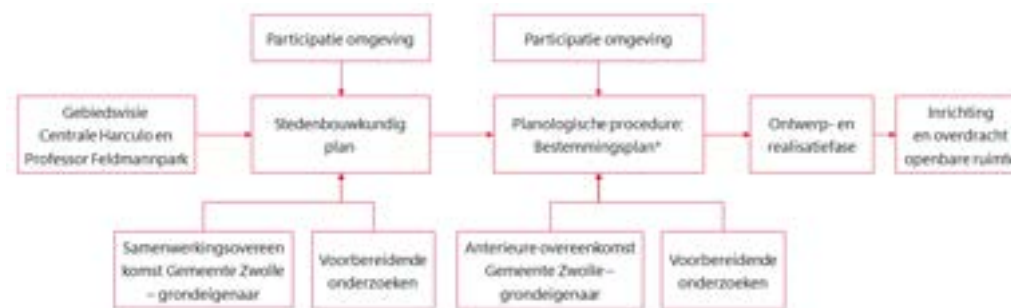 Participatie omgeving
Participatie omgeving
Gebiedsvisie
Centrale Harculo en
Professor Feldmannpark
Stedenbouwkundig
plan
Planologische procedure:
Bestemmingsplan*
Ontwerp- en
realisatiefase
Inrichting
en overdracht
openbare ruimte
Samenwerkingsovereen
komst Gemeente Zwolle
– grondeigenaar
Voorbereidende
onderzoeken
Anterieure overeenkomst
Gemeente Zwolle –
grondeigenaar
Voorbereidende
onderzoeken